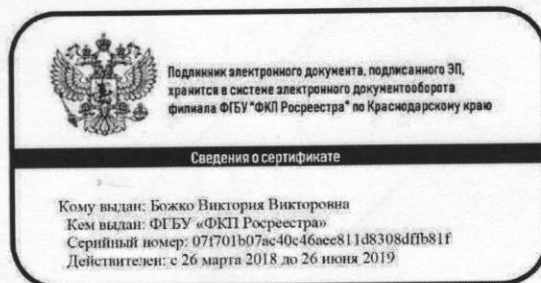 Подлинник электронного документа, подписанного ЭП,
хранится в системе электронного документооборота
филиала ФГБУ "ФКП Росреестра" по Краснодарскому краю
Сведения о сертификате
Кому выдан: Божко Виктория Викторовна
Кем выдан: ФГБУ «ФКП Росреестра»
Серийный номер: 07f701b07ac40c46aee811d8308dffb81f
Действителен: с 26 марта 2018 до 26 июня 2019